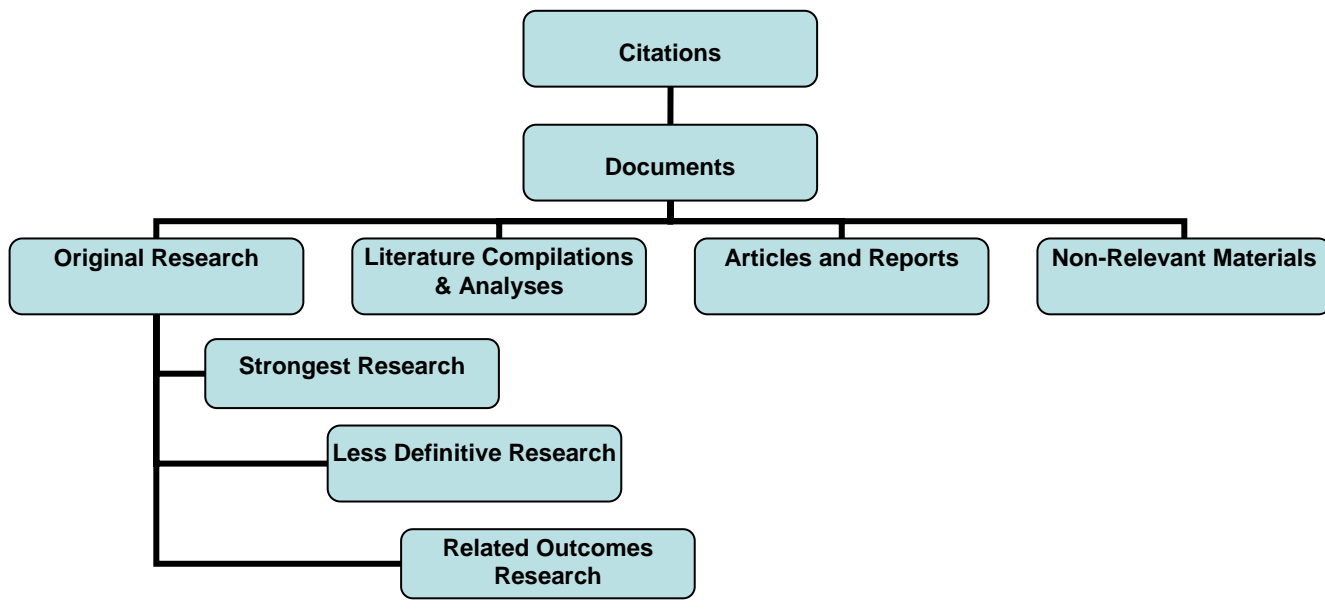 Citations
Documents
Original Research
Literature Compilations
& Analyses
Articles and Reports
Non-Relevant Materials
Strongest Research
Less Definitive Research
Related Outcomes
Research